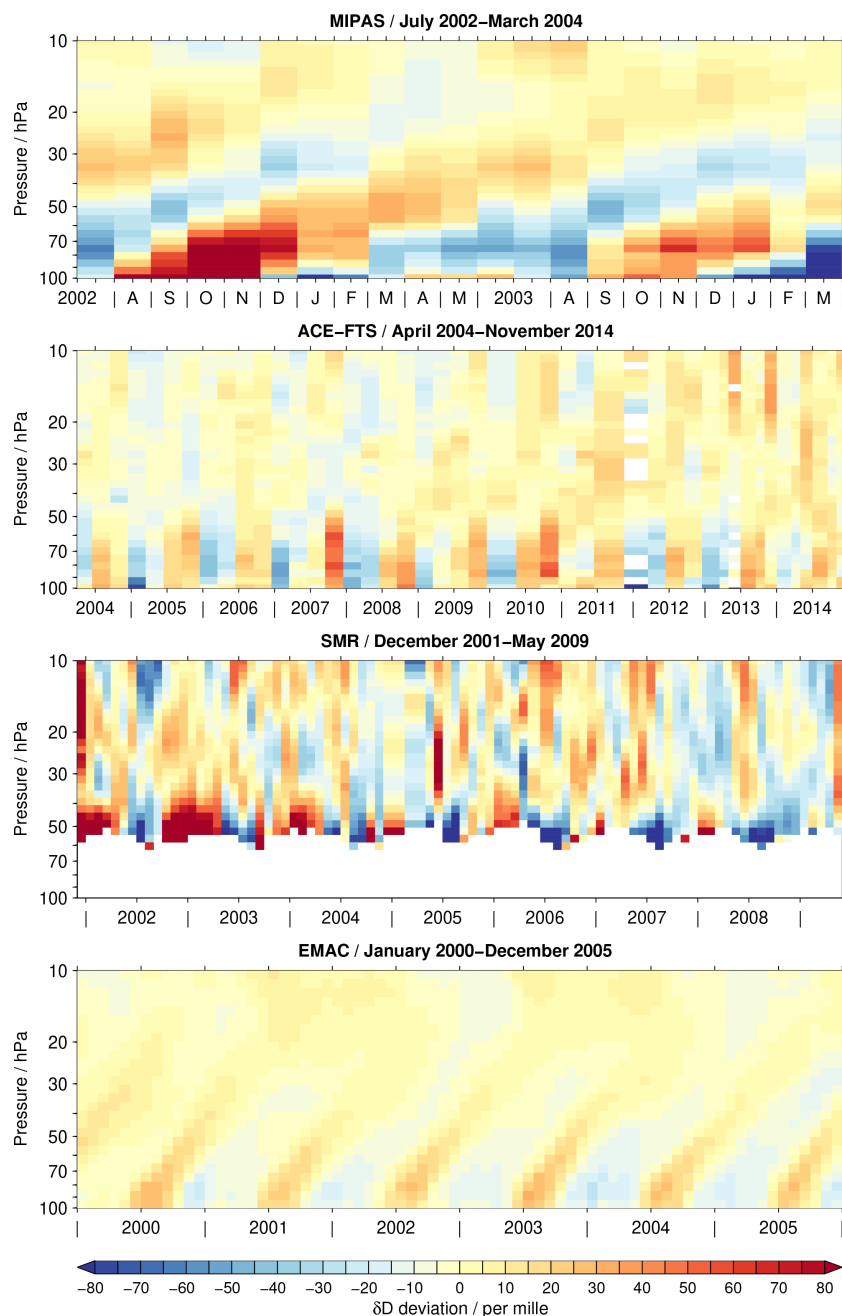 MIPAS / July 2002−March 2004
10
20
30
50
70
100
Pressure / hPa
2002 | A | S | O | N | D | J | F | M | A | M | 2003 | A | S | O | N | D | J | F | M
ACE−FTS / April 2004−November 2014
10
20
30
50
70
100
Pressure / hPa
2004 | 2005 | 2006 | 2007 | 2008 | 2009 | 2010 | 2011 | 2012 | 2013 | 2014
SMR / December 2001−May 2009
10
20
30
50
70
100
Pressure / hPa
| 2002 | 2003 | 2004 | 2005 | 2006 | 2007 | 2008 |
EMAC / January 2000−December 2005
10
20
30
50
70
100
Pressure / hPa
| 2000 | 2001 | 2002 | 2003 | 2004 | 2005 |
−80 −70 −60 −50 −40 −30 −20 −10 0 10 20 30 40 50 60 70 80
δD deviation / per mille